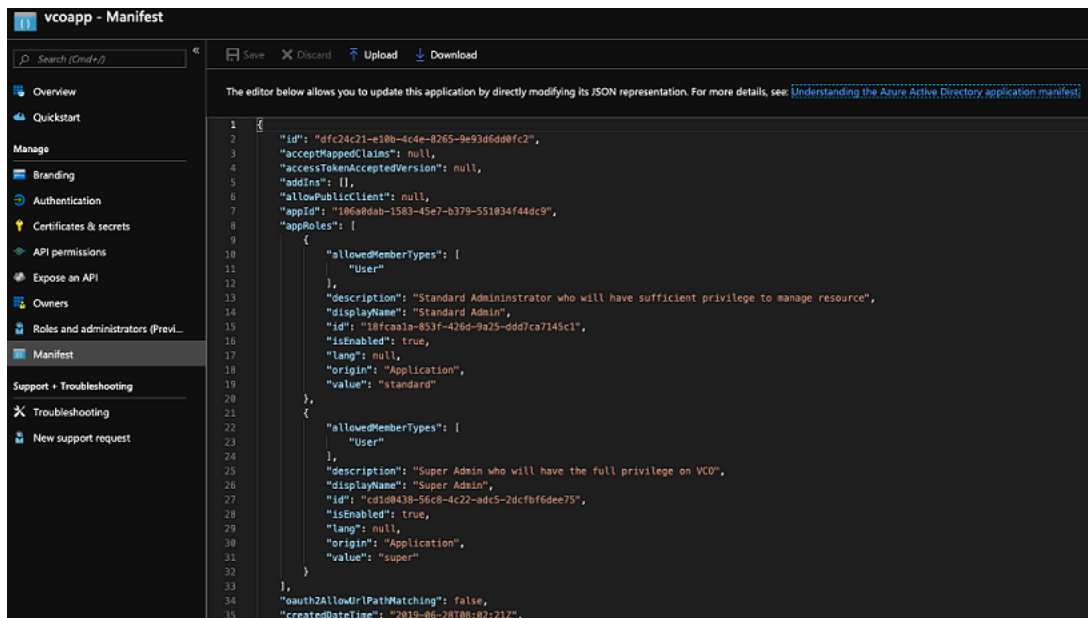 vcoapp - Manifest
Search (Cmd+/)
«
Save Discard Upload Download
Overview
Quickstart
Manage
Branding
Authentication
Certificates & secrets
API permissions
Expose an API
Owners
Roles and administrators (Previ...
Manifest
Support + Troubleshooting
Troubleshooting
New support request
The editor below allows you to update this application by directly modifying its JSON representation. For more details, see: Understanding the Azure Active Directory application manifest.
1 {
2 "id": "dfc24c21-e10b-4c4e-8265-9e93d6dd0fc2",
3 "acceptMappedClaims": null,
4 "accessTokenAcceptedVersion": null,
5 "addIns": [],
6 "allowPublicClient": null,
7 "appId": "106a0dab-1583-45e7-b379-551034f44dc9",
8 "appRoles": [
9 {
10 "allowedMemberTypes": [
11 "User"
12 ],
13 "description": "Standard Admininstrator who will have sufficient privilege to manage resource",
14 "displayName": "Standard Admin",
15 "id": "18fcaa1a-853f-426d-9a25-ddd7ca7145c1",
16 "isEnabled": true,
17 "lang": null,
18 "origin": "Application",
19 "value": "standard"
20 },
21 {
22 "allowedMemberTypes": [
23 "User"
24 ],
25 "description": "Super Admin who will have the full privilege on VCO",
26 "displayName": "Super Admin",
27 "id": "cd1d0438-56c8-4c22-adc5-2dcfbf6dee75",
28 "isEnabled": true,
29 "lang": null,
30 "origin": "Application",
31 "value": "super"
32 }
33 ],
34 "oauth2AllowUrlPathMatching": false,
35 "createdDateTime": "2019-06-28T08:02:21Z",